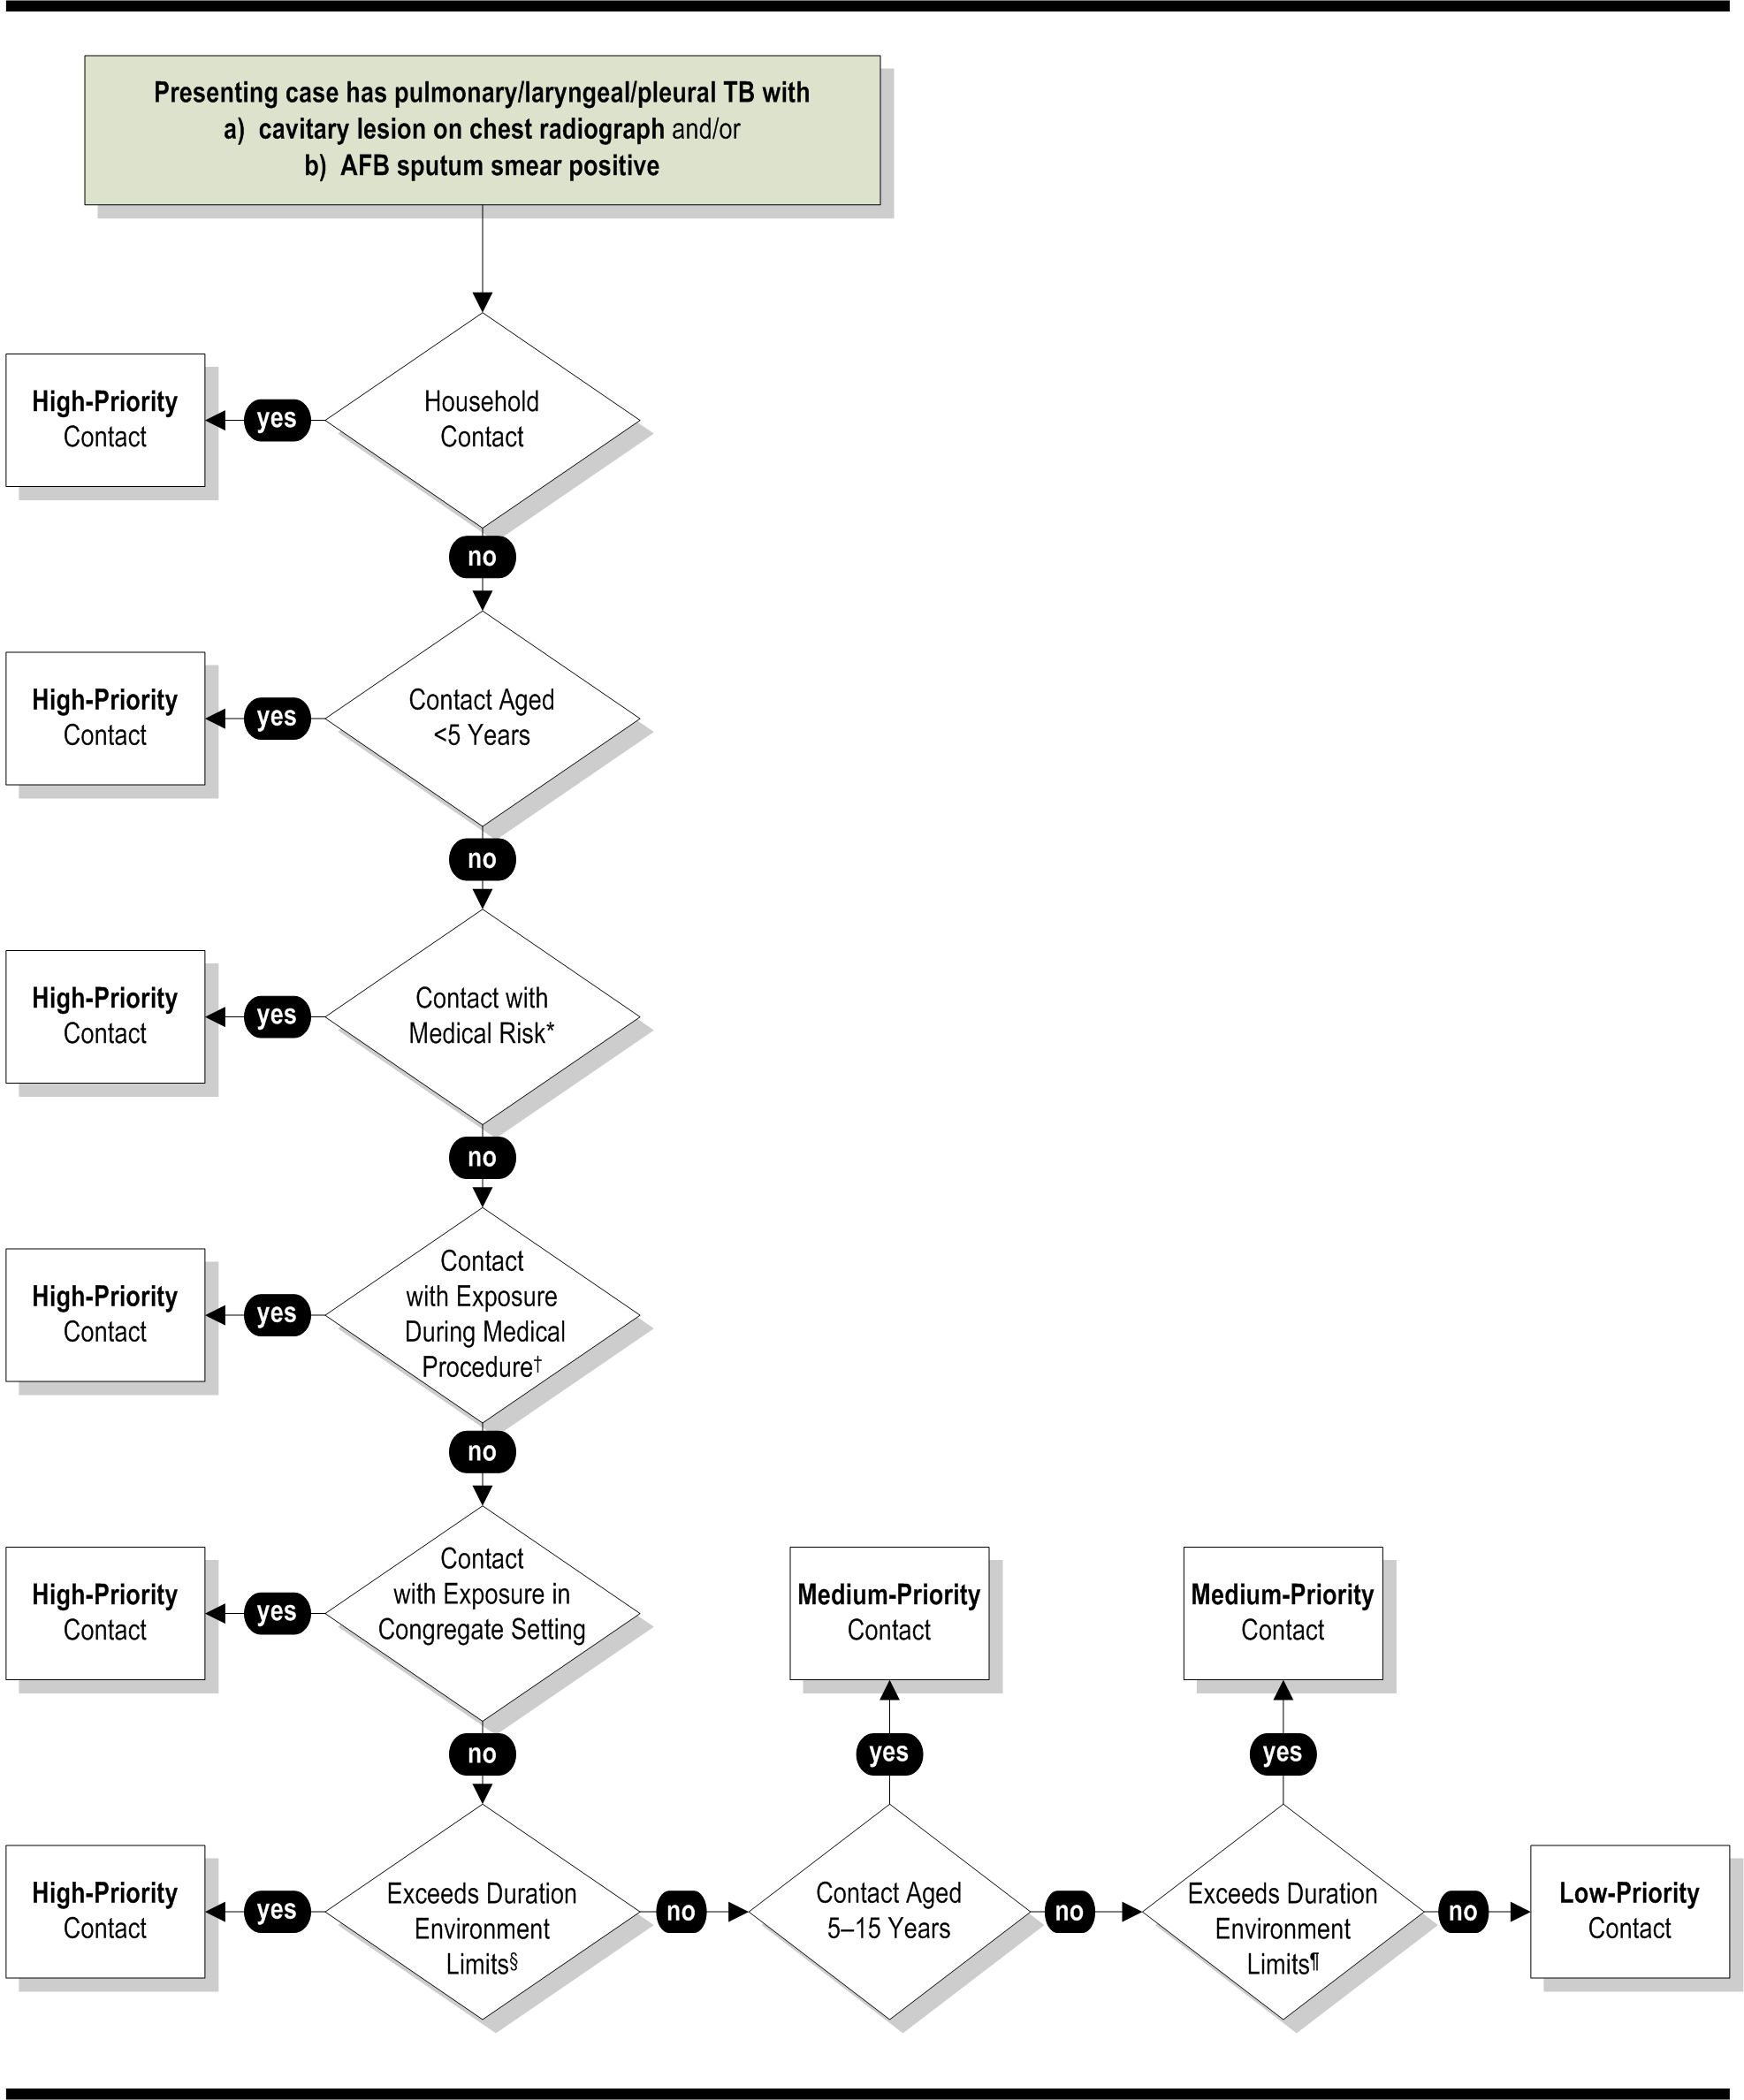 Presenting case has pulmonary/laryngeal/pleural TB with
a) cavitary lesion on chest radiograph and/or
b) AFB sputum smear positive
High-Priority
Contact
yes
Household
Contact
no
High-Priority
Contact
yes
Contact Aged
<5 Years
no
High-Priority
Contact
yes
Contact with
Medical Risk*
no
High-Priority
Contact
yes
Contact
with Exposure
During Medical
Procedure†
no
High-Priority
Contact
yes
Contact
with Exposure in
Congregate Setting
no
Medium-Priority
Contact
yes
Medium-Priority
Contact
yes
High-Priority
Contact
yes
Exceeds Duration
Environment
Limits§
no
Contact Aged
5–15 Years
no
Exceeds Duration
Environment
Limits¶
no
Low-Priority
Contact